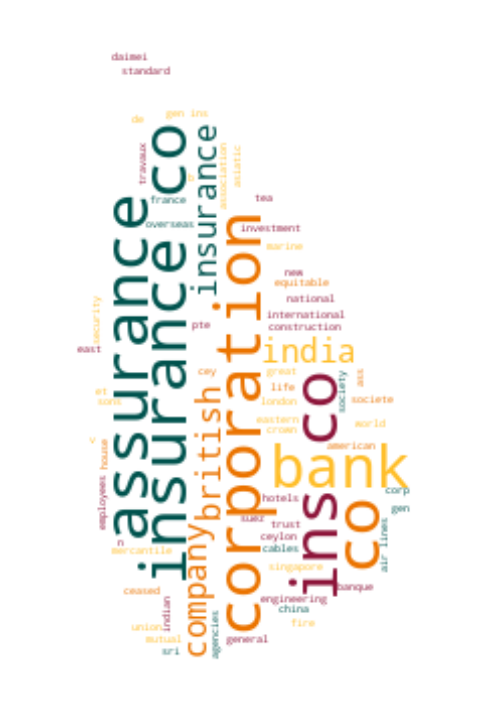 daimei
standard
de
gen ins
travaux
france
overseas
assurance
insurance co
insurance
association
asiatic
tea
investment
marine
new
equitable
national
international
construction
corporation
india
security
east
pte
cey
great
life
london
ins co
society
ass
societe
et
sons
british
eastern
crown
world
american
bank
c
house
employees
hotels
corp
gen
co
suez
trust
ceylon
cables
air lines
n
mercantile
company
singapore
banque
ceased
indian
engineering
china
fire
union
mutual
sri
agencies
general